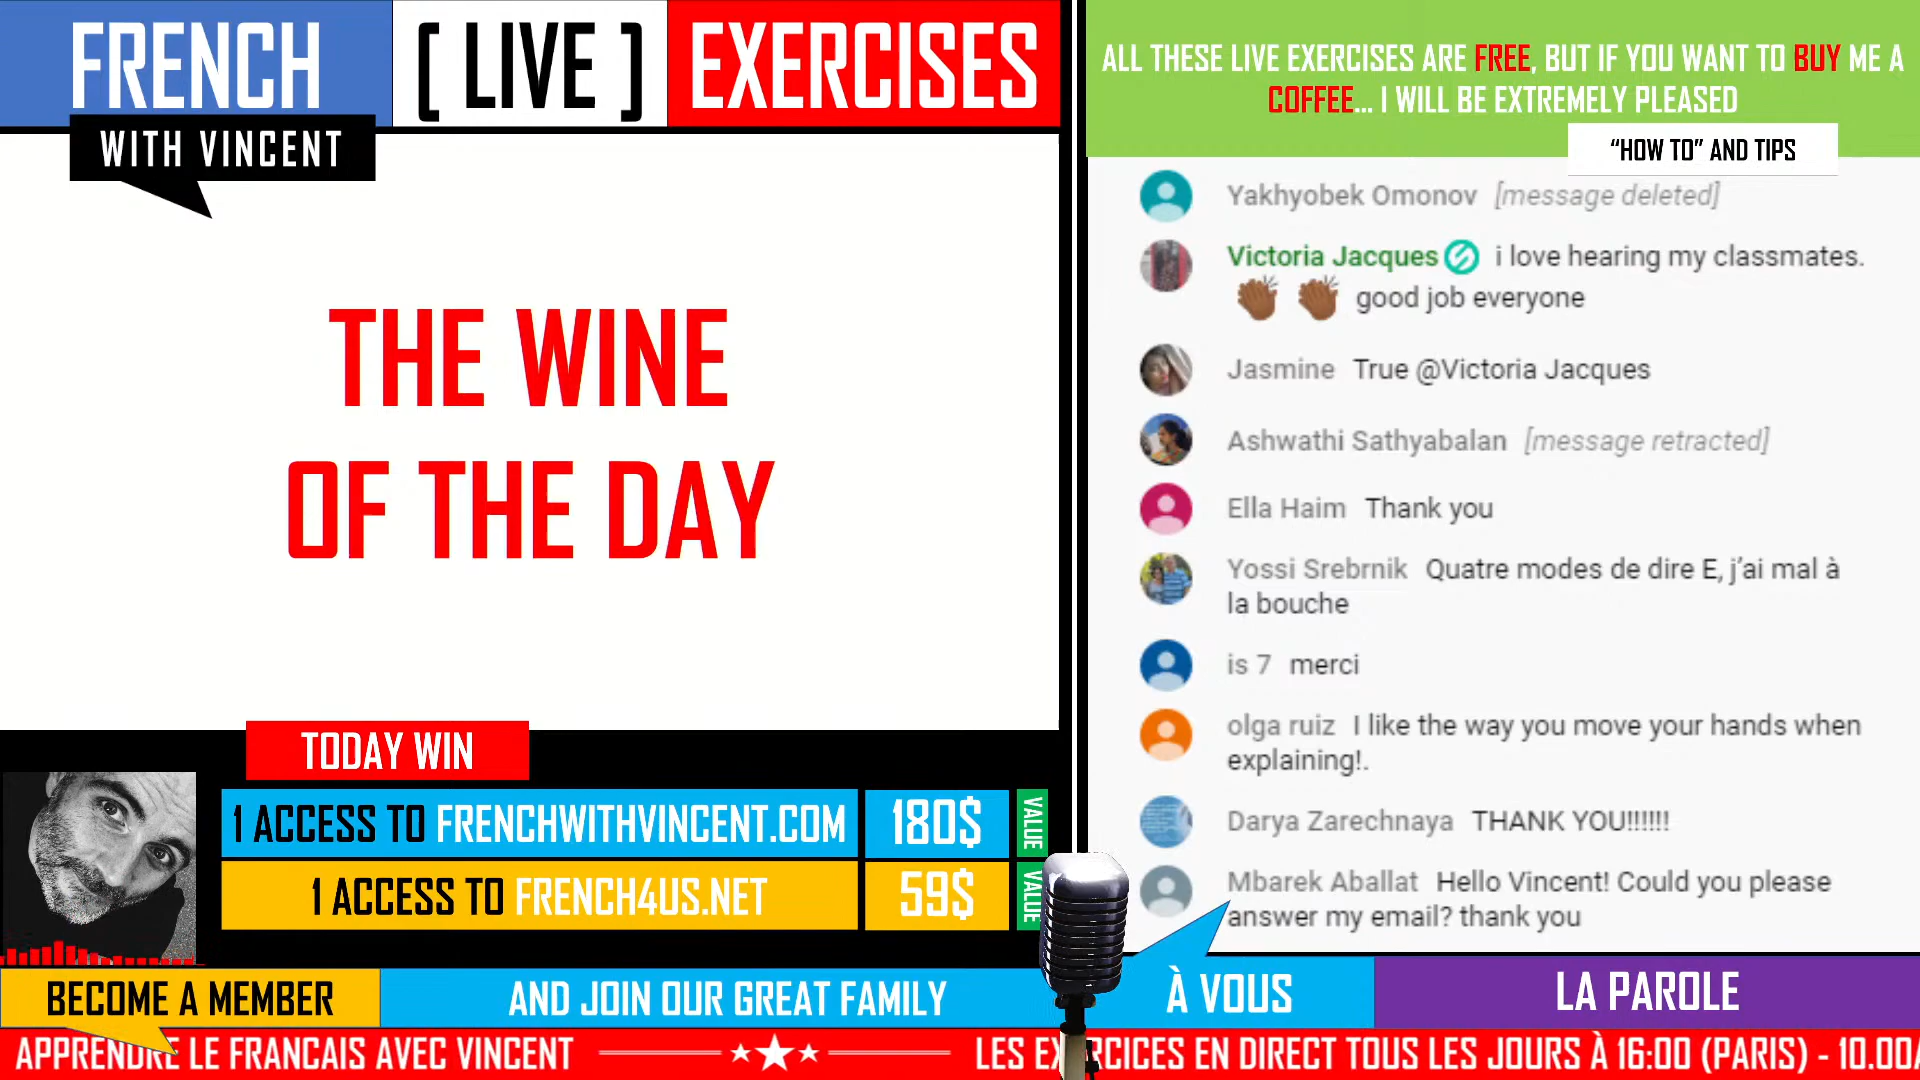 FRENCH
[ LIVE ]
EXERCISES
WITH VINCENT
THE WINE
OF THE DAY
TODAY WIN
1 ACCESS TO FRENCHWITHVINCENT.COM
180$
VALUE
1 ACCESS TO FRENCH4US.NET
59$
VALUE
BECOME A MEMBER
AND JOIN OUR GREAT FAMILY
ALL THESE LIVE EXERCISES ARE FREE, BUT IF YOU WANT TO BUY ME A
COFFEE... I WILL BE EXTREMELY PLEASED
“HOW TO” AND TIPS
Yakhyobek Omonov [message deleted]
Victoria Jacques i love hearing my classmates.
👏🏾 👏🏾 good job everyone
Jasmine True @Victoria Jacques
Ashwathi Sathyabalan [message retracted]
Ella Haim Thank you
Yossi Srebrnik Quatre modes de dire E, j’ai mal à
la bouche
is 7 merci
olga ruiz I like the way you move your hands when
explaining!.
Darya Zarechnaya THANK YOU!!!!!!
Mbarek Aballat Hello Vincent! Could you please
answer my email? thank you
À VOUS
LA PAROLE
APPRENDRE LE FRANCAIS AVEC VINCENT
LES EXERCICES EN DIRECT TOUS LES JOURS À 16:00 (PARIS) - 10.00A